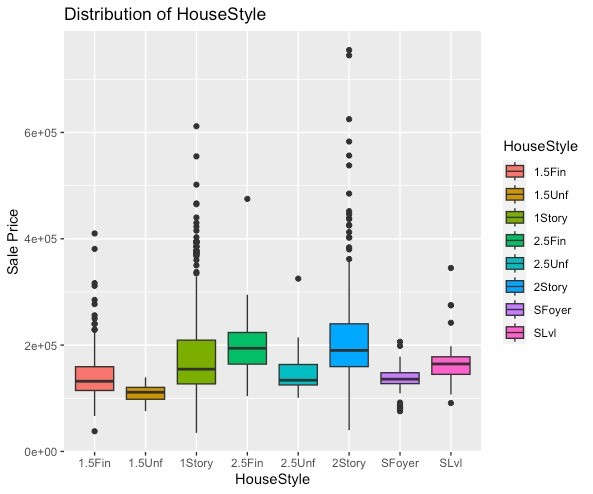 Distribution of HouseStyle
Sale Price
6e+05
4e+05
2e+05
0e+00
1.5Fin 1.5Unf 1Story 2.5Fin 2.5Unf 2Story SFoyer SLvl
HouseStyle
HouseStyle
1.5Fin
1.5Unf
1Story
2.5Fin
2.5Unf
2Story
SFoyer
SLvl